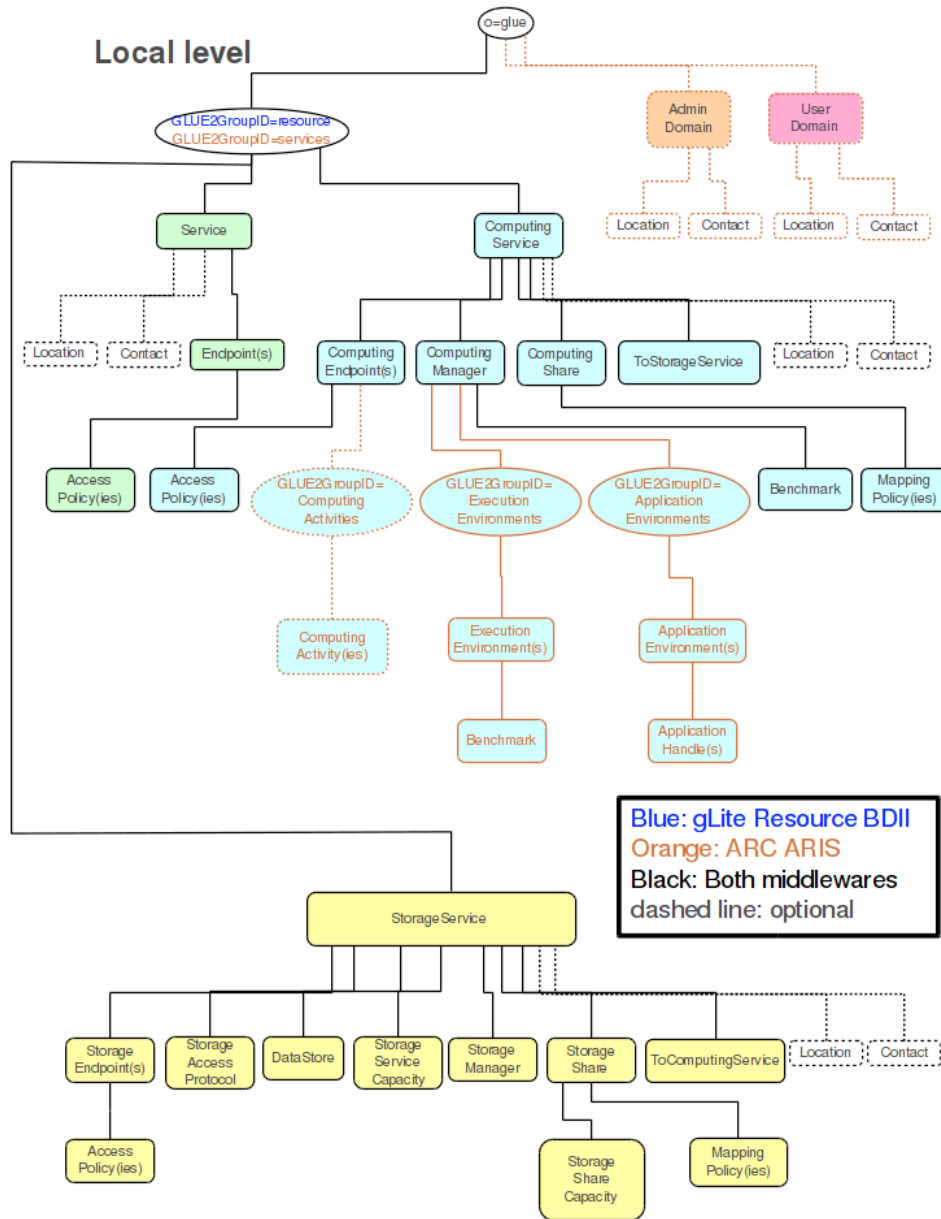 o=glue
Local level
GLUE2GroupID=resource
GLUE2GroupID=services
Admin
Domain
User
Domain
Location
Contact
Location
Contact
Service
Computing
Service
Location
Contact
Endpoint(s)
Computing
Endpoint(s)
Computing
Manager
Computing
Share
ToStorageService
Location
Contact
Access
Policy(ies)
Access
Policy(ies)
GLUE2GroupID=
Computing
Activities
GLUE2GroupID=
Execution
Environments
GLUE2GroupID=
Application
Environments
Benchmark
Mapping
Policy(ies)
Computing
Activity(ies)
Execution
Environment(s)
Application
Environment(s)
Benchmark
Application
Handle(s)
Blue: gLite Resource BDII
Orange: ARC ARIS
Black: Both middlewares
dashed line: optional
StorageService
Storage
Endpoint(s)
Storage
Access
Protocol
DataStore
Storage
Service
Capacity
Storage
Manager
Storage
Share
ToComputingService
Location
Contact
Access
Policy(ies)
Storage
Share
Capacity
Mapping
Policy(ies)